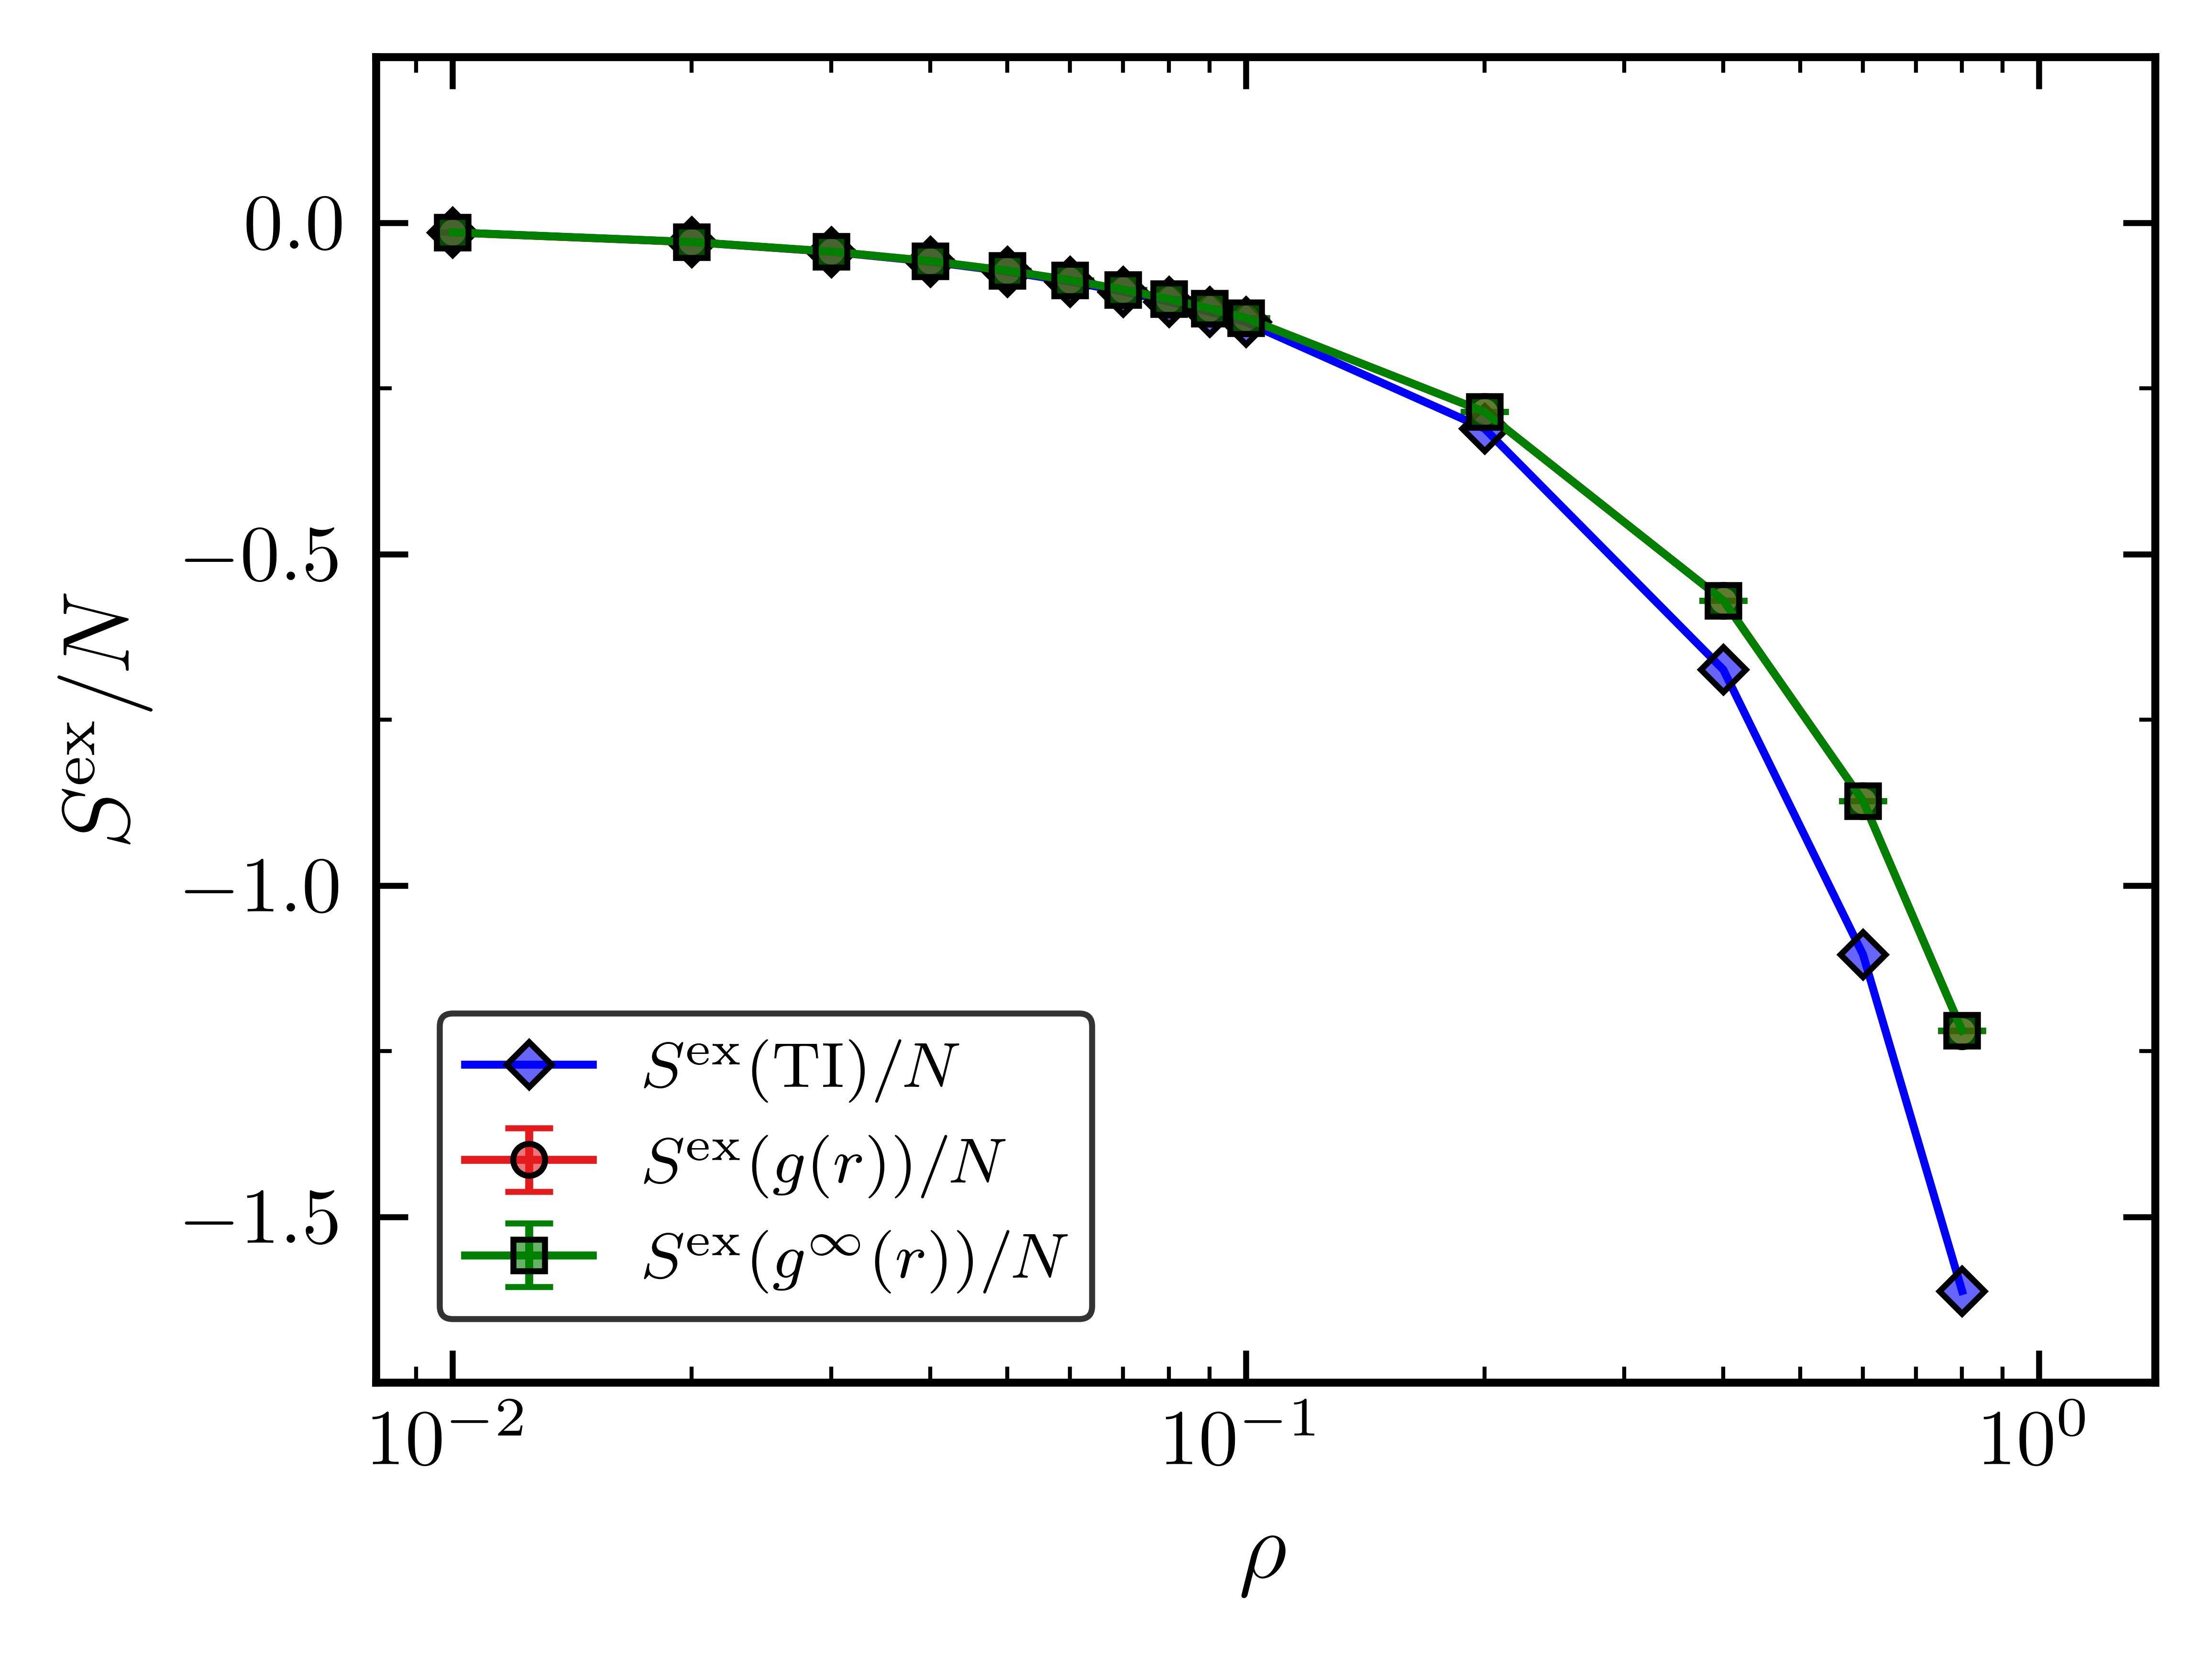 0.0
−0.5
−1.0
−1.5
S^ex/N
S^ex(TI)/N
S^ex(g(r))/N
S^ex(g^∞(r))/N
10^−2 10^−1 10^0
ρ